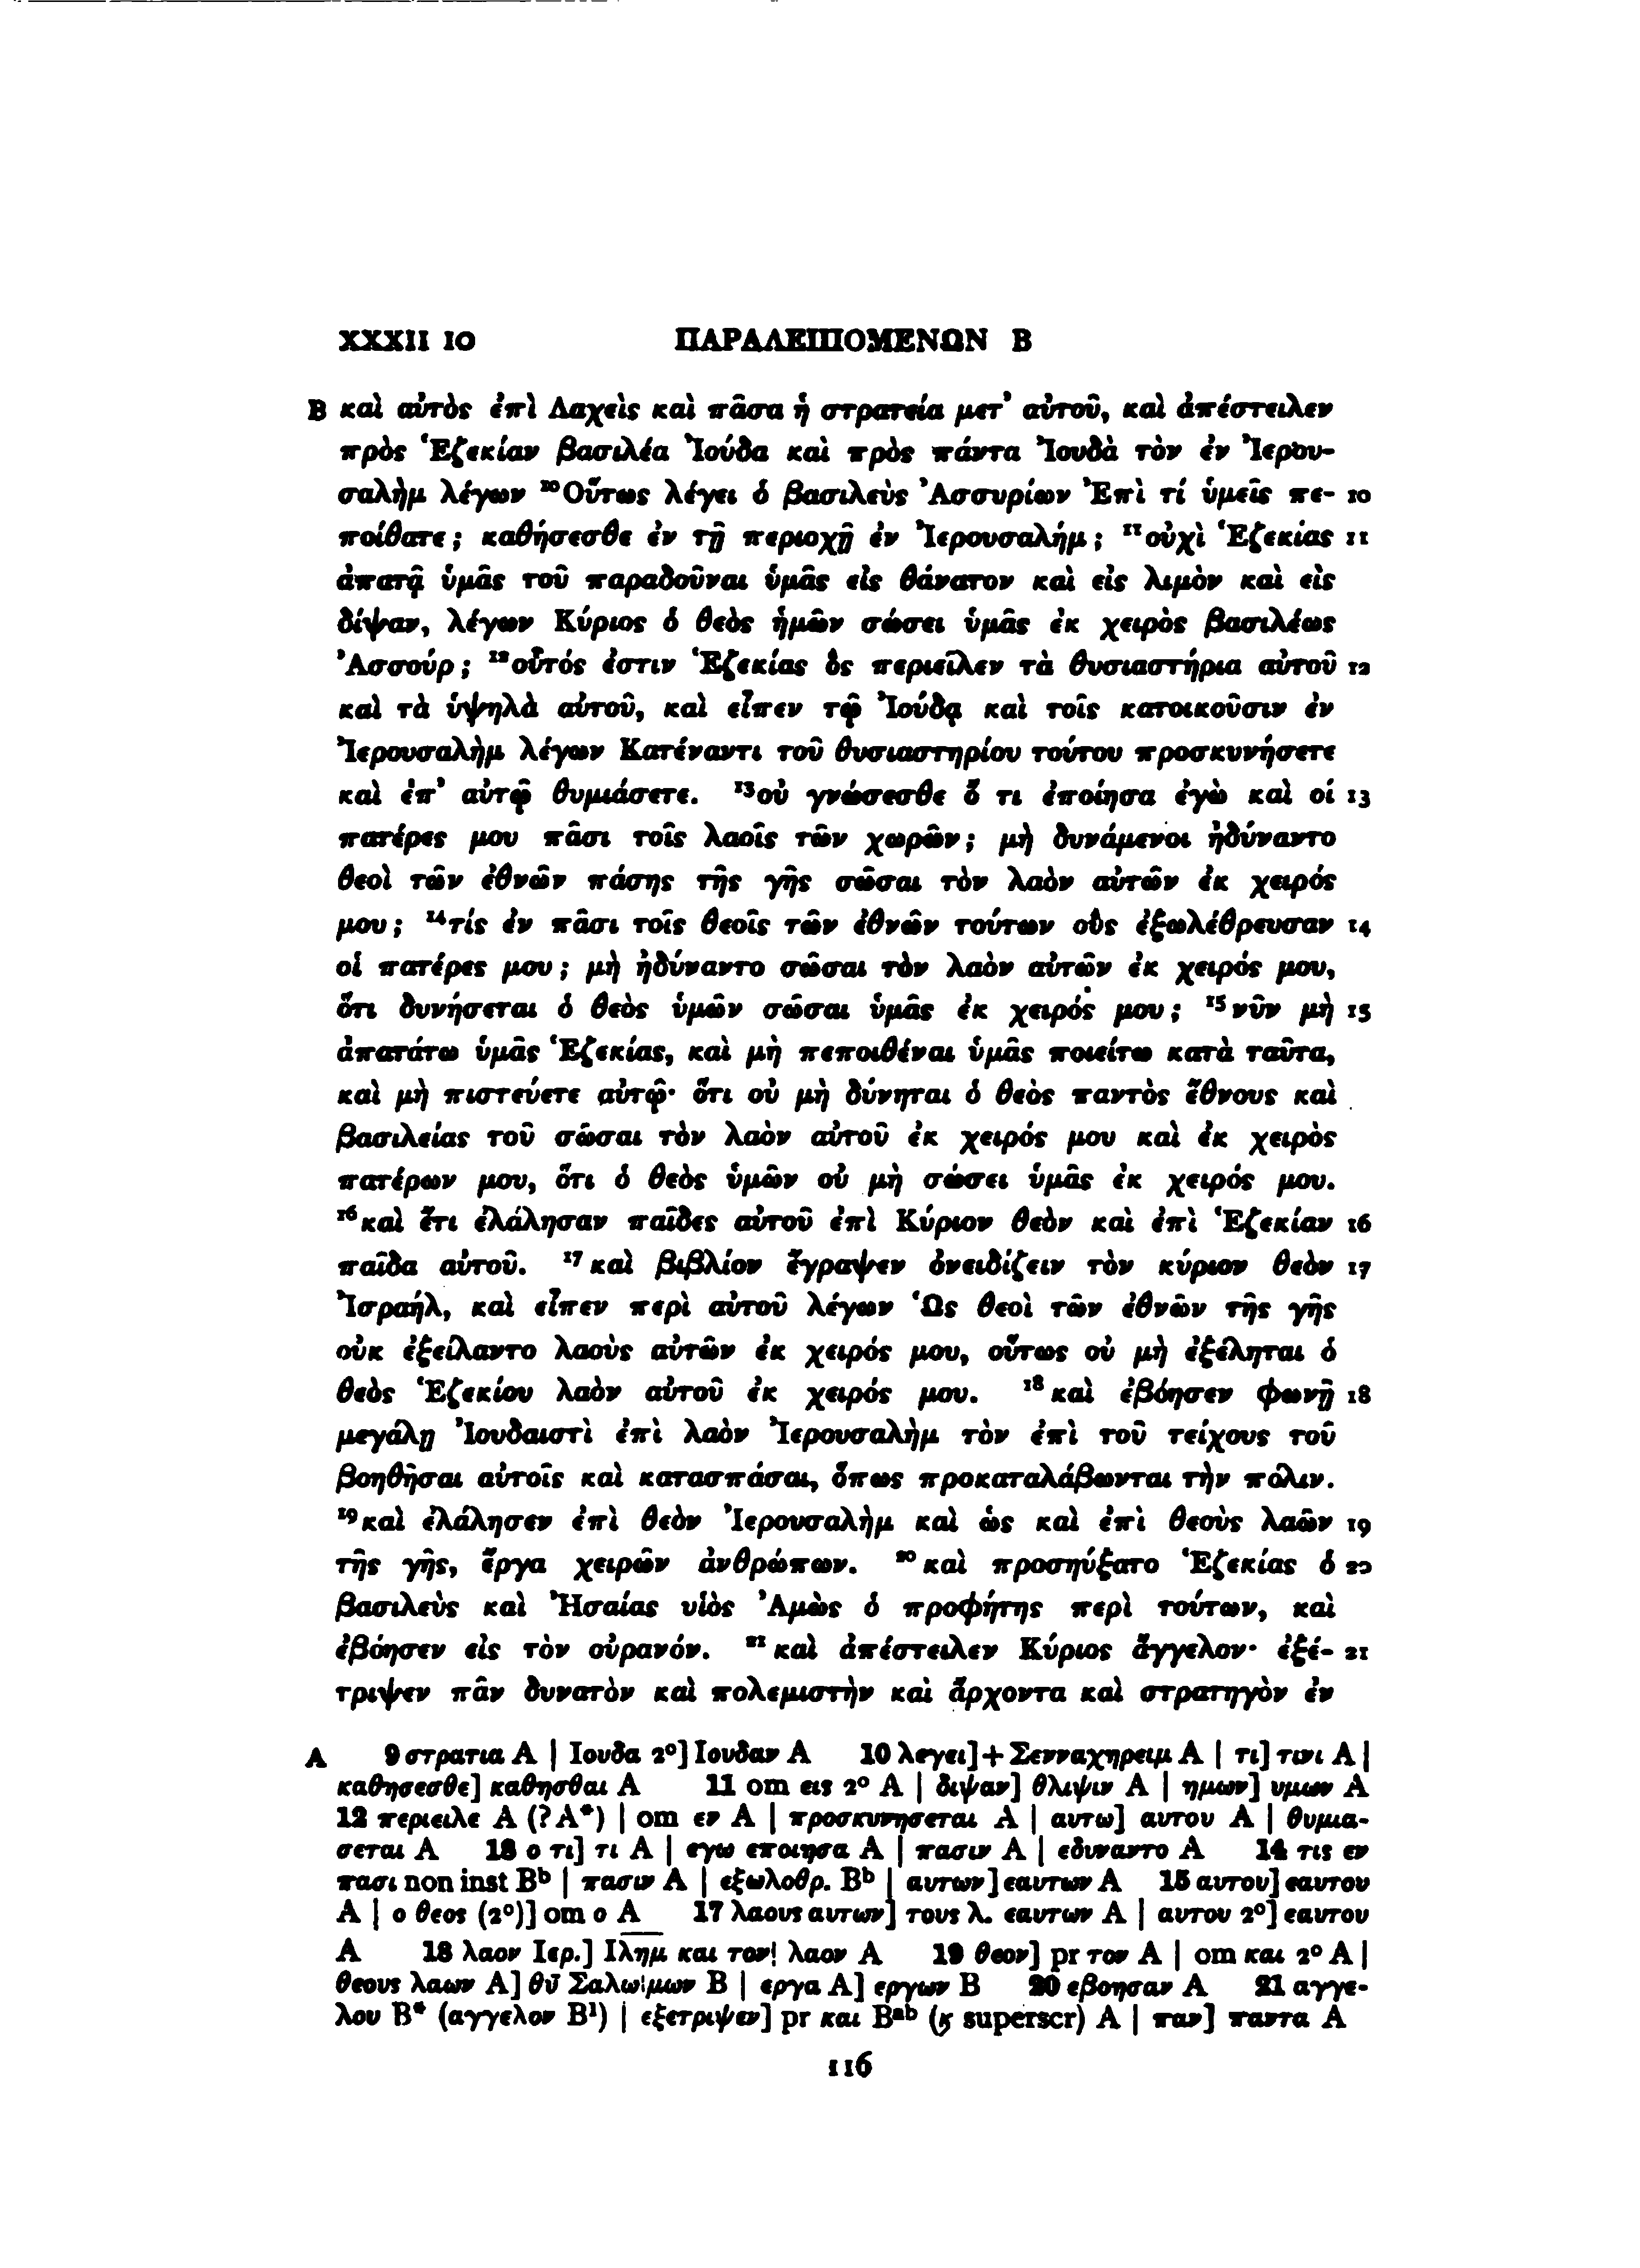 XXXII 10 ΠΑΡΑΛΕΙΠΟΜΕΝΩΝ Β
B καὶ αὐτὸς ἐπὶ Λαχεὶς καὶ πᾶσα ἡ στρατεία μετ’ αὐτοῦ, καὶ ἀπέστειλεν
πρὸς Ἑζεκίαν βασιλέα Ἰούδα καὶ πρὸς πάντα Ἰουδὰ τὸν ἐν Ἰερου-
σαλὴμ λέγων ¹⁰Οὕτως λέγει ὁ βασιλεὺς Ἀσσυρίων Ἐπὶ τί ὑμεῖς πε- 10
ποίθατε; καθήσεσθε ἐν τῇ περιοχῇ ἐν Ἰερουσαλήμ; ¹¹οὐχὶ Ἑζεκίας 11
ἀπατᾷ ὑμᾶς τοῦ παραδοῦναι ὑμᾶς εἰς θάνατον καὶ εἰς λιμὸν καὶ εἰς
δίψαν, λέγων Κύριος ὁ θεὸς ἡμῶν σώσει ὑμᾶς ἐκ χειρὸς βασιλέως
Ἀσσούρ; ¹²οὗτός ἐστιν Ἑζεκίας ὃς περιεῖλεν τὰ θυσιαστήρια αὐτοῦ 12
καὶ τὰ ὑψηλὰ αὐτοῦ, καὶ εἶπεν τῷ Ἰούδᾳ καὶ τοῖς κατοικοῦσιν ἐν
Ἰερουσαλὴμ λέγων Κατέναντι τοῦ θυσιαστηρίου τούτου προσκυνήσετε
καὶ ἐπ’ αὐτῷ θυμιάσετε. ¹³οὐ γνώσεσθε ὅ τι ἐποίησα ἐγὼ καὶ οἱ 13
πατέρες μου πᾶσι τοῖς λαοῖς τῶν χωρῶν; μὴ δυνάμενοι ἠδύναντο
θεοὶ τῶν ἐθνῶν πάσης τῆς γῆς σῶσαι τὸν λαὸν αὐτῶν ἐκ χειρός
μου; ¹⁴τίς ἐν πᾶσι τοῖς θεοῖς τῶν ἐθνῶν τούτων οὓς ἐξωλέθρευσαν 14
οἱ πατέρες μου; μὴ ἠδύναντο σῶσαι τὸν λαὸν αὐτῶν ἐκ χειρός μου,
ὅτι δυνήσεται ὁ θεὸς ὑμῶν σῶσαι ὑμᾶς ἐκ χειρός μου; ¹⁵νῦν μὴ 15
ἀπατάτω ὑμᾶς Ἑζεκίας, καὶ μὴ πεποιθέναι ὑμᾶς ποιείτω κατὰ ταῦτα,
καὶ μὴ πιστεύετε αὐτῷ· ὅτι οὐ μὴ δύνηται ὁ θεὸς παντὸς ἔθνους καὶ
βασιλείας τοῦ σῶσαι τὸν λαὸν αὐτοῦ ἐκ χειρός μου καὶ ἐκ χειρὸς
πατέρων μου, ὅτι ὁ θεὸς ὑμῶν οὐ μὴ σώσει ὑμᾶς ἐκ χειρός μου.
¹⁶καὶ ἔτι ἐλάλησαν παῖδες αὐτοῦ ἐπὶ Κύριον θεὸν καὶ ἐπὶ Ἑζεκίαν 16
παῖδα αὐτοῦ. ¹⁷καὶ βιβλίον ἔγραψεν ὀνειδίζειν τὸν κύριον θεὸν 17
Ἰσραήλ, καὶ εἶπεν περὶ αὐτοῦ λέγων Ὡς θεοὶ τῶν ἐθνῶν τῆς γῆς
οὐκ ἐξείλαντο λαοὺς αὐτῶν ἐκ χειρός μου, οὕτως οὐ μὴ ἐξέληται ὁ
θεὸς Ἑζεκίου λαὸν αὐτοῦ ἐκ χειρός μου. ¹⁸καὶ ἐβόησεν φωνῇ 18
μεγάλῃ Ἰουδαιστὶ ἐπὶ λαὸν Ἰερουσαλὴμ τὸν ἐπὶ τοῦ τείχους τοῦ
βοηθῆσαι αὐτοῖς καὶ κατασπάσαι, ὅπως προκαταλάβωνται τὴν πόλιν.
¹⁹καὶ ἐλάλησεν ἐπὶ θεὸν Ἰερουσαλὴμ καὶ ὡς καὶ ἐπὶ θεοὺς λαῶν 19
τῆς γῆς, ἔργα χειρῶν ἀνθρώπων. ²⁰καὶ προσηύξατο Ἑζεκίας ὁ 20
βασιλεὺς καὶ Ἠσαίας υἱὸς Ἀμὼς ὁ προφήτης περὶ τούτων, καὶ
ἐβόησεν εἰς τὸν οὐρανόν. ²¹καὶ ἀπέστειλεν Κύριος ἄγγελον· ἐξέ- 21
τριψεν πᾶν δυνατὸν καὶ πολεμιστὴν καὶ ἄρχοντα καὶ στρατηγὸν ἐν
A 9 στρατια A | Ιουδα 2°] Ιουδαν A 10 λεγει]+Σενναχηρειμ A | τι] τινι A |
καθησεσθε] καθησθαι A 11 om εις 2° A | διψαν] θλιψιν A | ημων] υμων A
12 περιειλε A (? A*) | om εν A | προσκυνησεται A | αυτω] αυτου A | θυμια-
σεται A 13 ο τι] τι A | εγω εποιησα A | πασιν A | εδυναντο A 14 τις εν
πασι non inst Bᵇ | πασιν A | εξωλοθρ. Bᵇ | αυτων] εαυτων A 15 αυτου] εαυτου
A | ο θεος (2°)] om ο A 17 λαους αυτων] τους λ. εαυτων A | αυτου 2°] εαυτου
A 18 λαον Ιερ.] Ιλημ και τον| λαον A 19 θεον] pr τον A | om και 2° A |
θεους λαων A] θῡ Σαλω|μων B | εργα A] εργων B 20 εβοησαν A 21 αγγε-
λου B* (αγγελον B¹) | εξετριψεν] pr και Bᵃᵇ (ϗ superscr) A | παν] παντα A
116